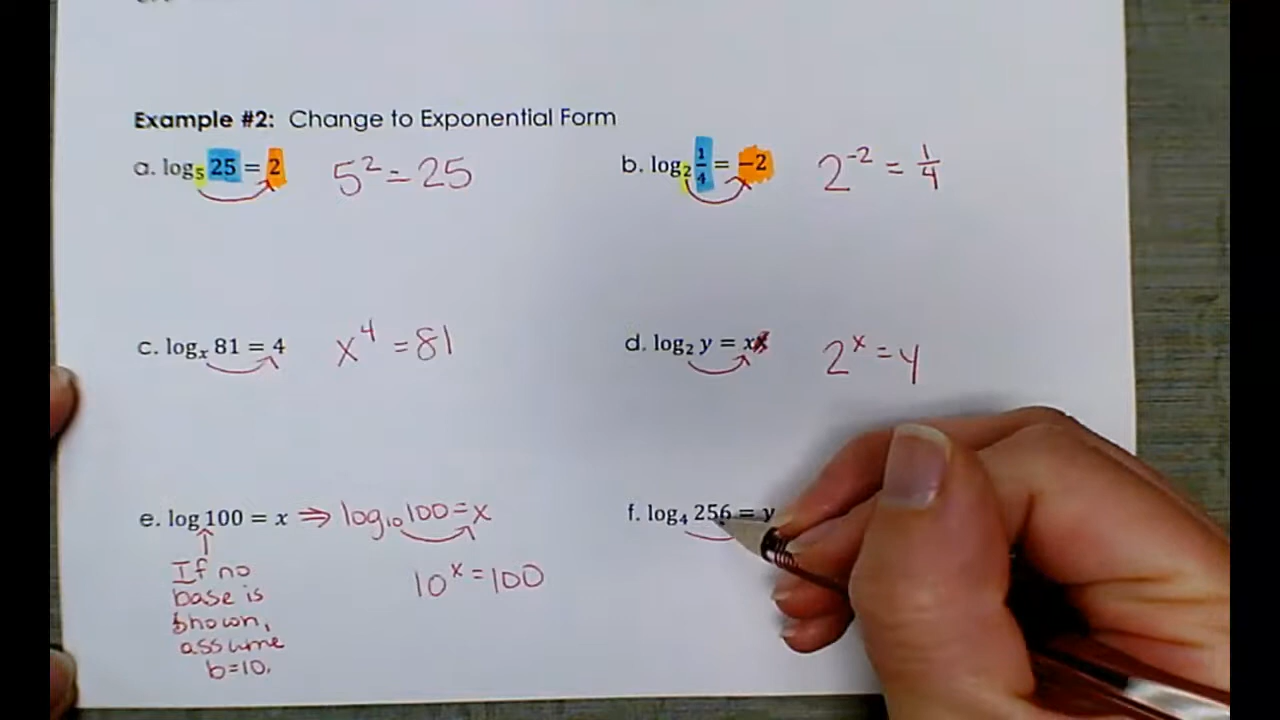 Example #2: Change to Exponential Form
a. log₅ 25 = 2 5² = 25
b. log₂ 1/4 = −2 2⁻² = 1/4
c. logₓ 81 = 4 x⁴ = 81
d. log₂ y = x 2ˣ = y
e. log 100 = x ⇒ log₁₀ 100 = x
10ˣ = 100
If no
base is
shown,
assume
b=10.
f. log₄ 256 = y